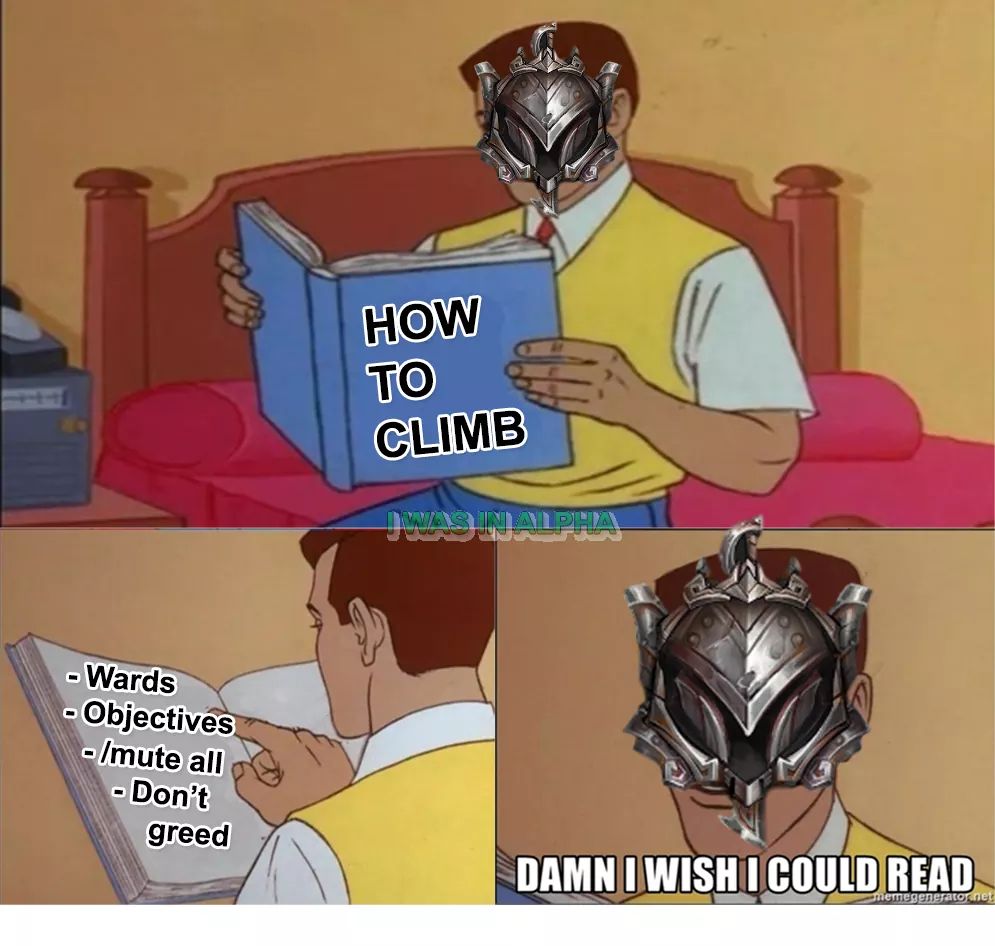 HOW
TO
CLIMB
I WAS IN ALPHA
- Wards
- Objectives
- /mute all
- Don't
greed
DAMN I WISH I COULD READ
memegenerator.net